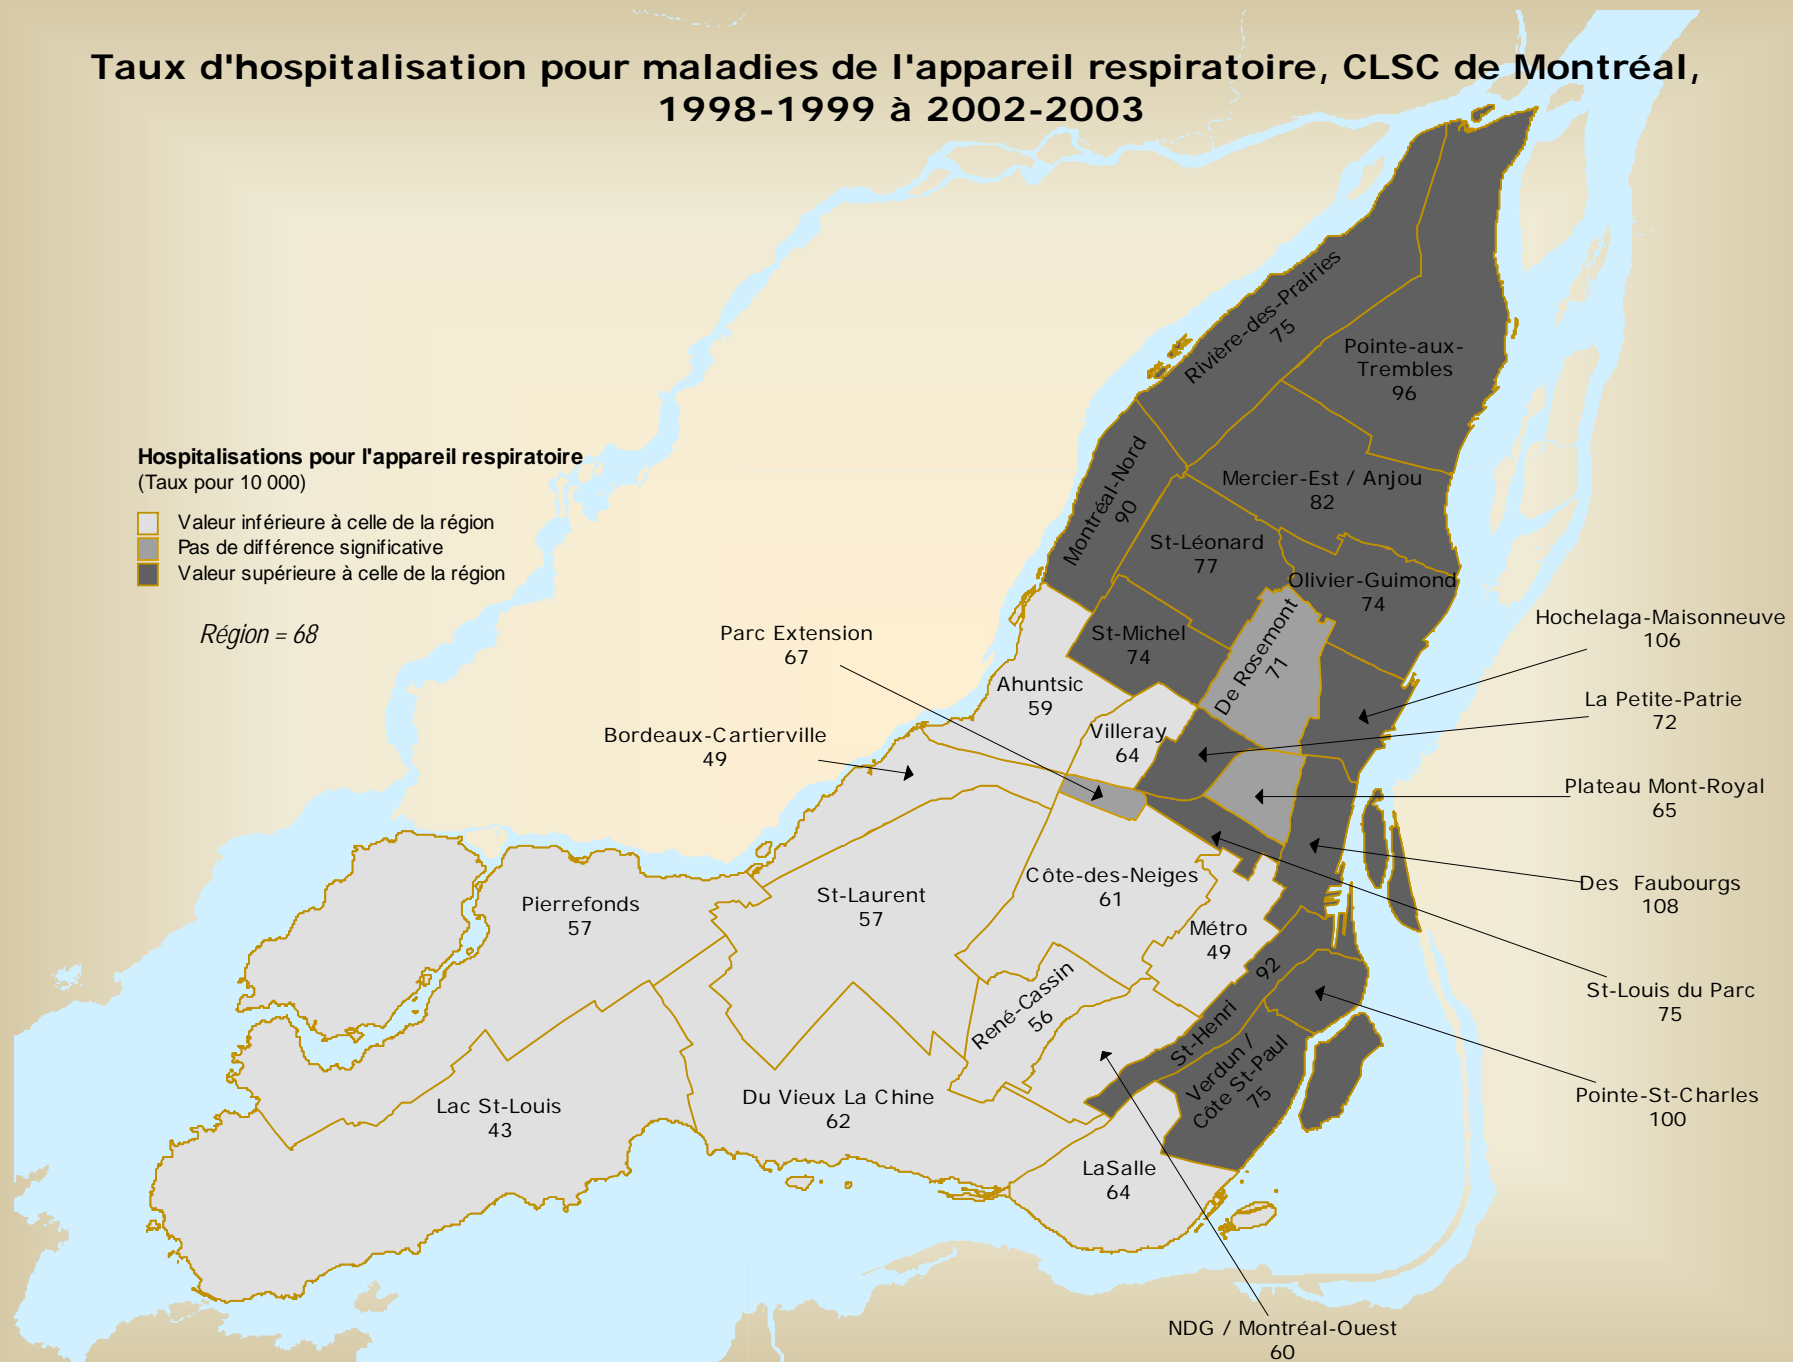 Taux d'hospitalisation pour maladies de l'appareil respiratoire, CLSC de Montréal,
1998-1999 à 2002-2003
Rivière-des-Prairies
75
Pointe-aux-
Trembles
96
Hospitalisations pour l'appareil respiratoire
(Taux pour 10 000)
Valeur inférieure à celle de la région
Pas de différence significative
Valeur supérieure à celle de la région
Région = 68
Montréal-Nord
90
Mercier-Est / Anjou
82
St-Léonard
77
Olivier-Guimond
74
Hochelaga-Maisonneuve
106
Parc Extension
67
St-Michel
74
De Rosemont
71
Ahuntsic
59
La Petite-Patrie
72
Bordeaux-Cartierville
49
Villeray
64
Plateau Mont-Royal
65
Côte-des-Neiges
61
Des Faubourgs
108
St-Laurent
57
Pierrefonds
57
Métro
49
St-Louis du Parc
75
René-Cassin
56
St-Henri
92
Verdun /
Côte St-Paul
75
Pointe-St-Charles
100
Lac St-Louis
43
Du Vieux La Chine
62
LaSalle
64
NDG / Montréal-Ouest
60